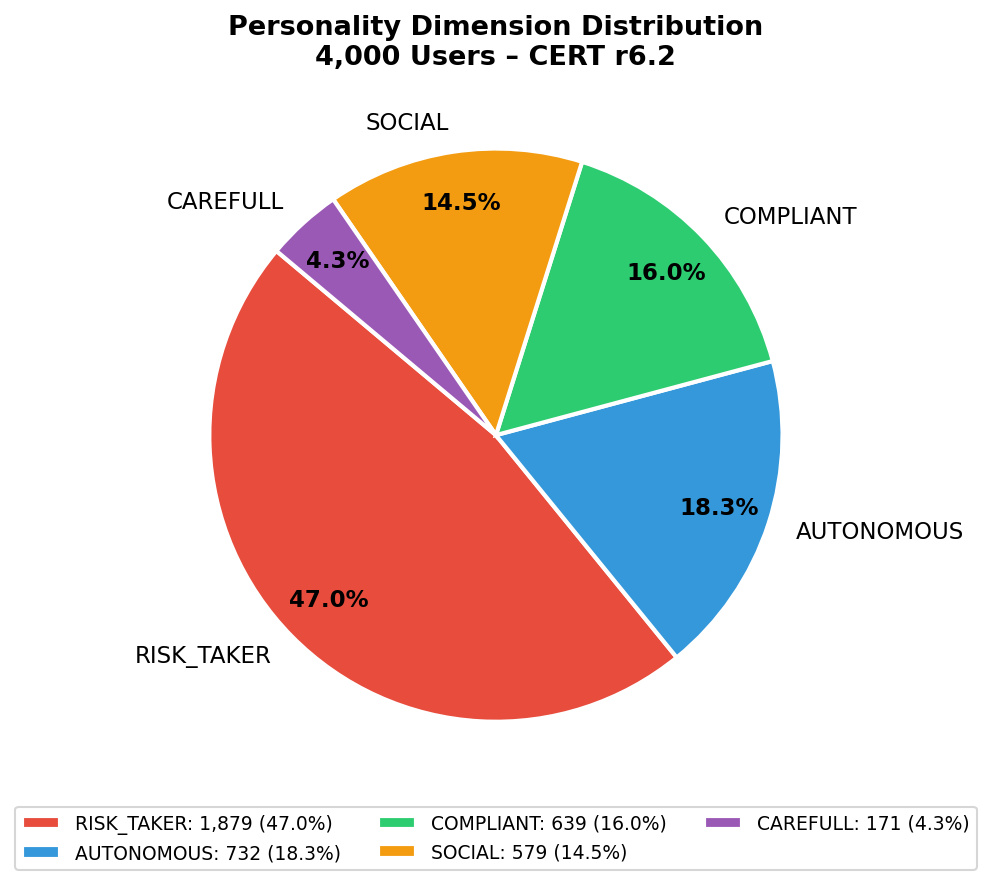 Personality Dimension Distribution
4,000 Users – CERT r6.2
SOCIAL
CAREFULL
14.5%
COMPLIANT
4.3%
16.0%
18.3%
AUTONOMOUS
47.0%
RISK_TAKER
RISK_TAKER: 1,879 (47.0%)
AUTONOMOUS: 732 (18.3%)
COMPLIANT: 639 (16.0%)
SOCIAL: 579 (14.5%)
CAREFULL: 171 (4.3%)